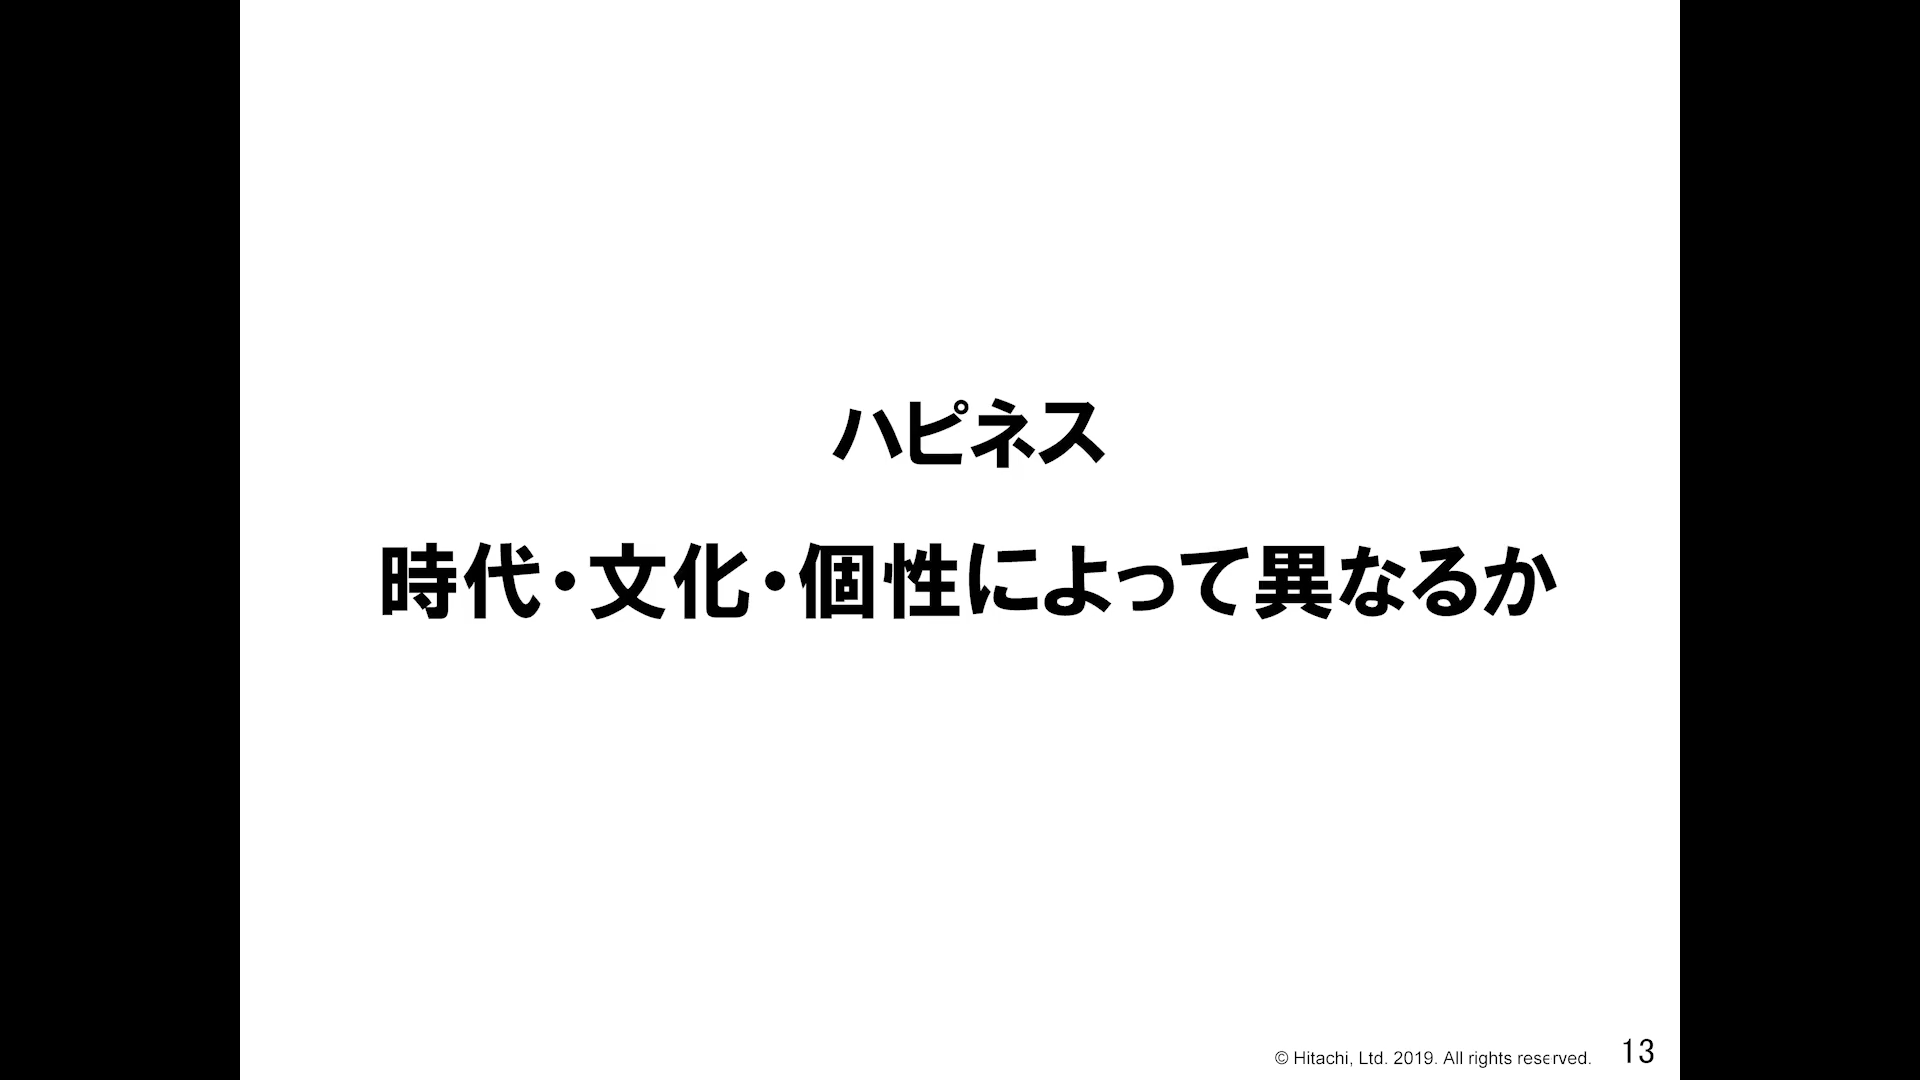 ハピネス
時代・文化・個性によって異なるか
© Hitachi, Ltd. 2019. All rights reserved. 13